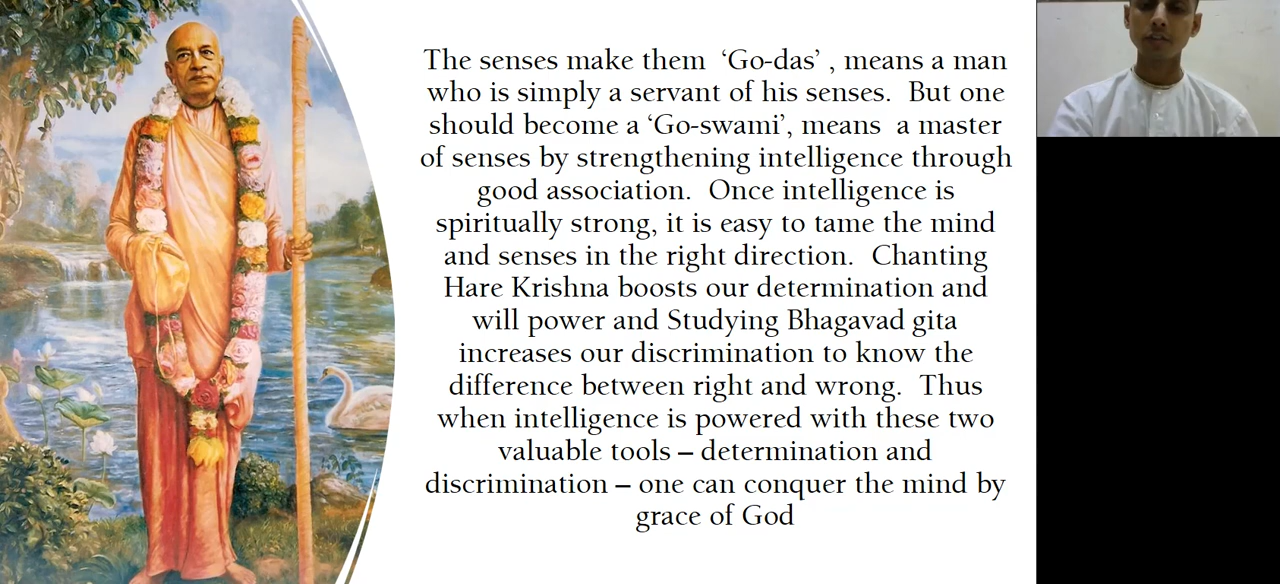 The senses make them  ‘Go-das’ , means a man
who is simply a servant of his senses.  But one
should become a ‘Go-swami’, means  a master
of senses by strengthening intelligence through
good association.  Once intelligence is
spiritually strong, it is easy to tame the mind
and senses in the right direction.  Chanting
Hare Krishna boosts our determination and
will power and Studying Bhagavad gita
increases our discrimination to know the
difference between right and wrong.  Thus
when intelligence is powered with these two
valuable tools – determination and
discrimination – one can conquer the mind by
grace of God